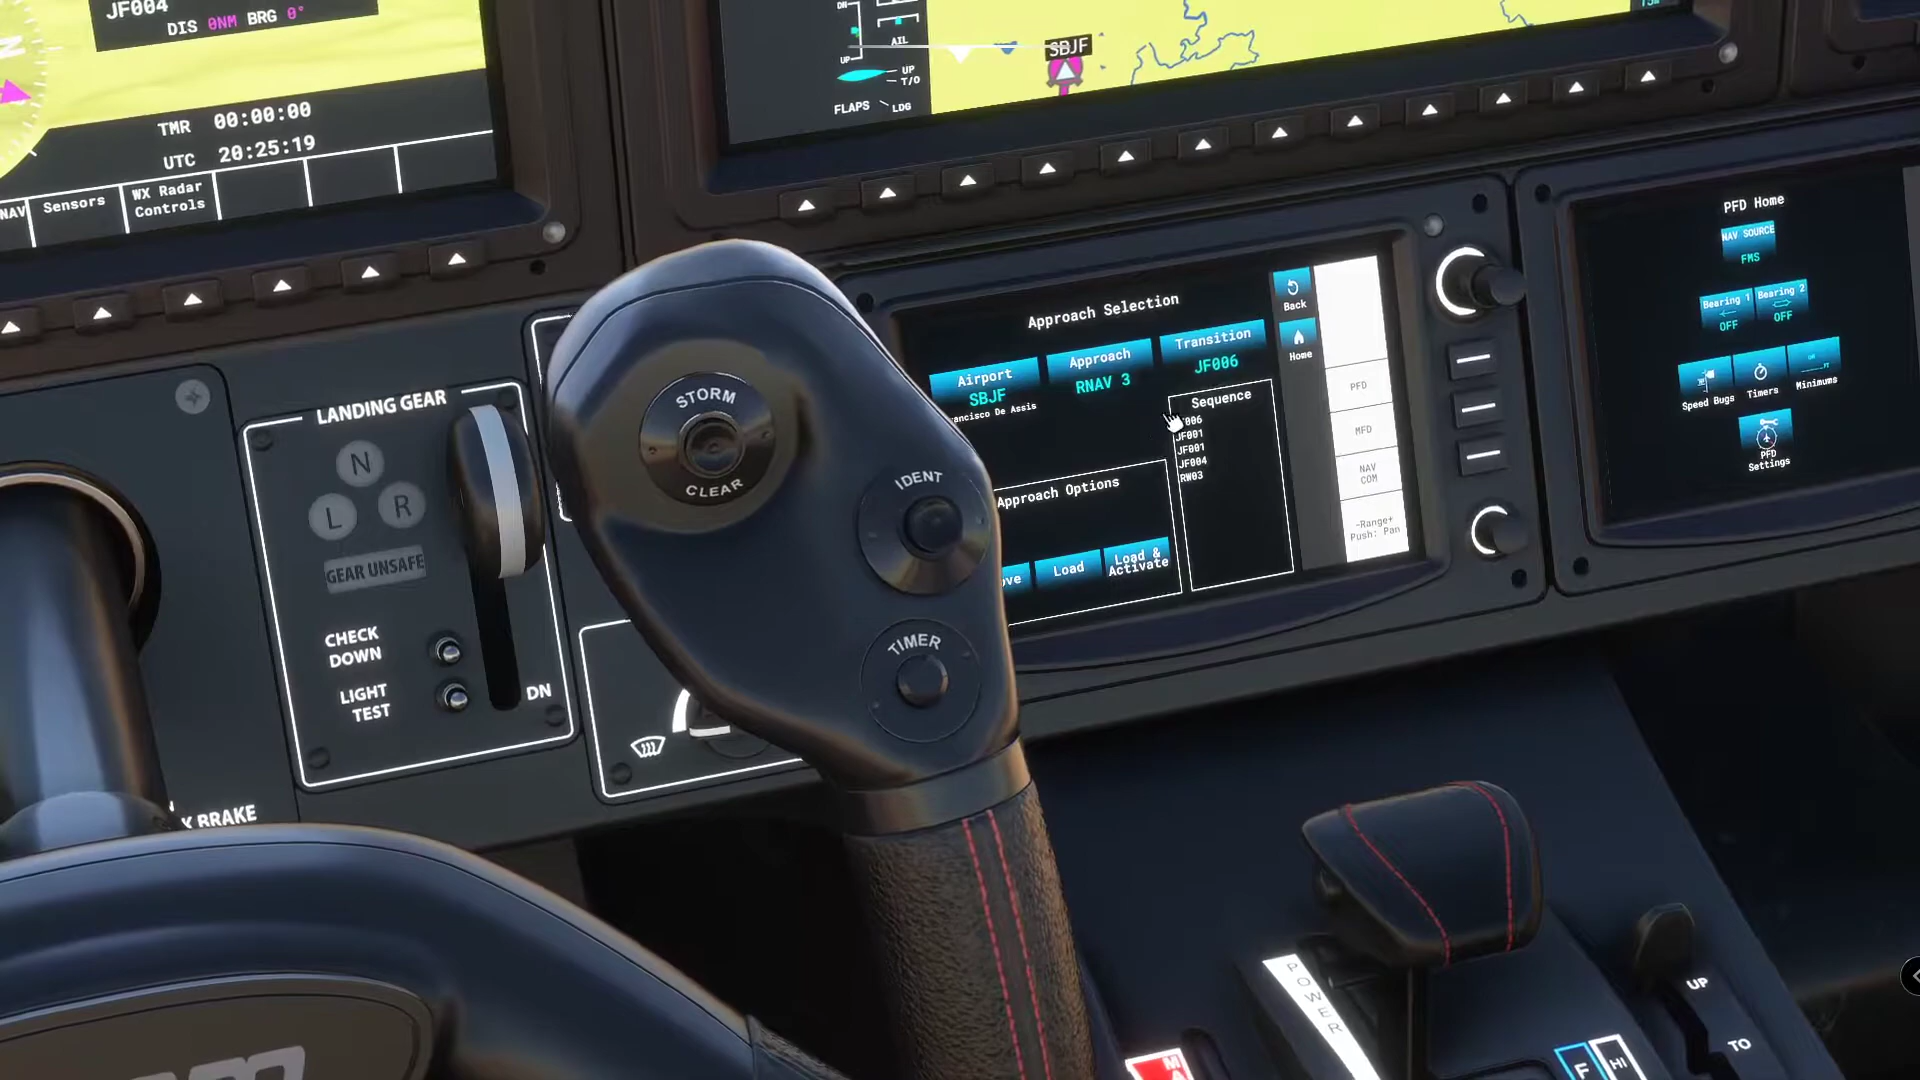 JF004
DIS 0NM BRG 0°
TMR 00:00:00
UTC 20:25:19
NAV
Sensors
WX Radar
Controls
DN
UP
AIL
UP
T/O
FLAPS
LDG
SBJF
LANDING GEAR
N
L
R
GEAR UNSAFE
CHECK
DOWN
LIGHT
TEST
DN
BRAKE
STORM
CLEAR
IDENT
TIMER
Approach Selection
Airport
SBJF
Approach
RNAV 3
Transition
JF006
De Assis
Sequence
JF001
JF001
JF004
RW03
Approach Options
Load
Load &
Activate
Back
Home
PFD
MFD
NAV
COM
-Range+
Push: Pan
PFD Home
NAV SOURCE
FMS
Bearing 1
OFF
Bearing 2
OFF
Speed Bugs
Timers
Minimums
PFD
Settings
POWER
UP
TO
F
HI